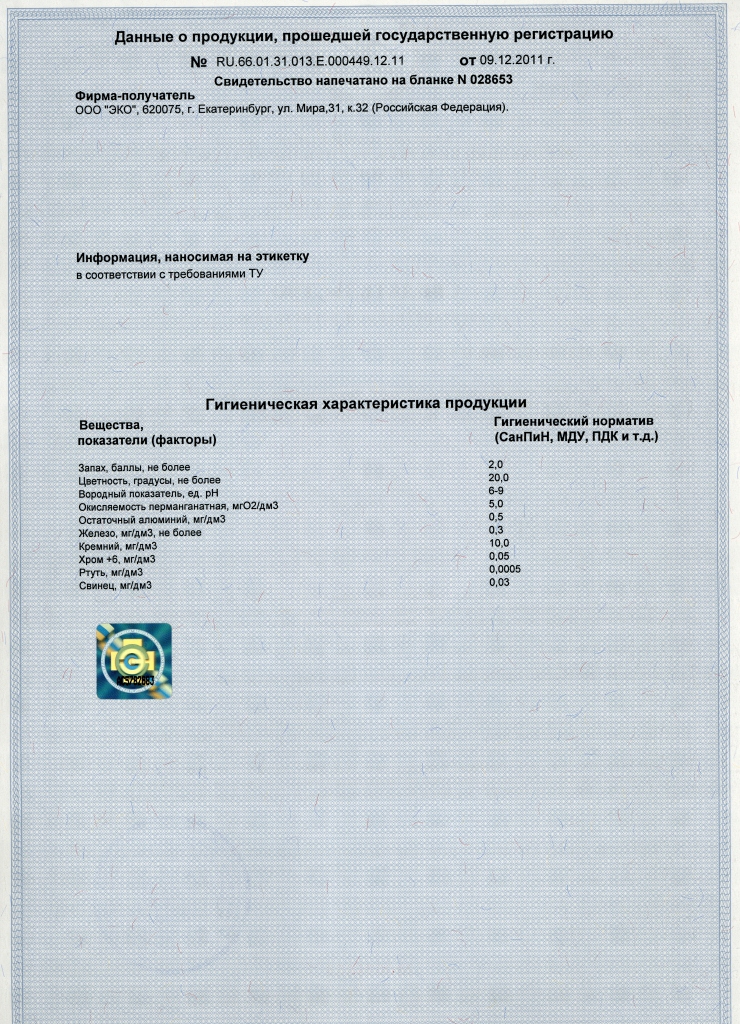 Данные о продукции, прошедшей государственную регистрацию
№ RU.66.01.31.013.Е.000449.12.11 от 09.12.2011 г.
Свидетельство напечатано на бланке N 028653
Фирма-получатель
ООО "ЭКО", 620075, г. Екатеринбург, ул. Мира,31, к.32 (Российская Федерация).
Информация, наносимая на этикетку
в соответствии с требованиями ТУ
Гигиеническая характеристика продукции
Вещества, Гигиенический норматив
показатели (факторы) (СанПиН, МДУ, ПДК и т.д.)
Запах, баллы, не более 2,0
Цветность, градусы, не более 20,0
Вородный показатель, ед. рН 6-9
Окисляемость перманганатная, мгО2/дм3 5,0
Остаточный алюминий, мг/дм3 0,5
Железо, мг/дм3, не более 0,3
Кремний, мг/дм3 10,0
Хром +6, мг/дм3 0,05
Ртуть, мг/дм3 0,0005
Свинец, мг/дм3 0,03